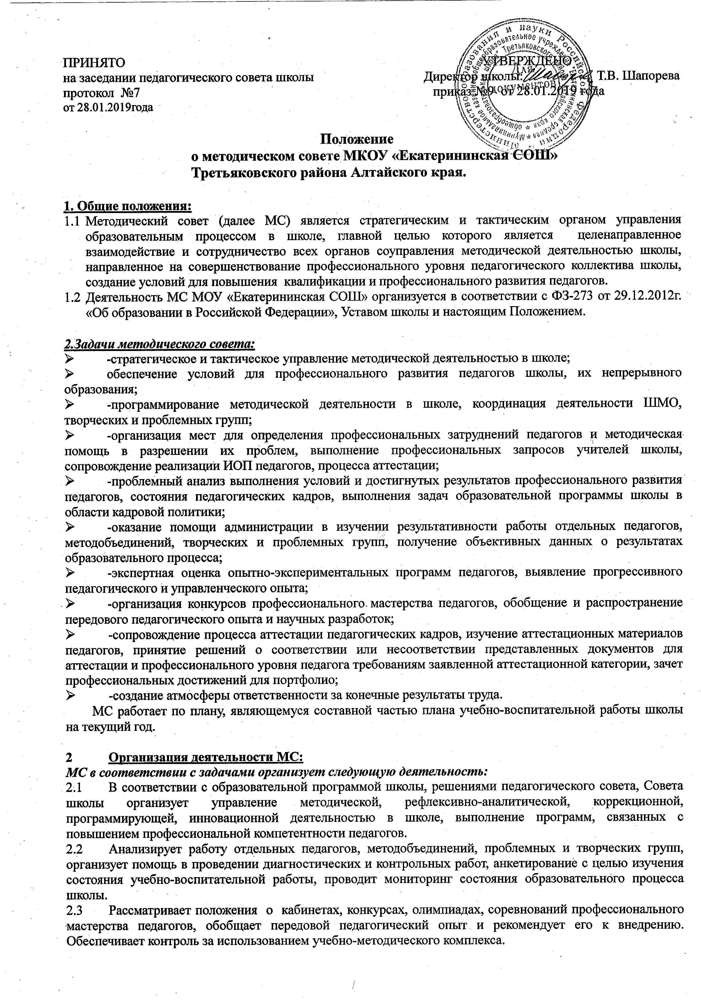 ПРИНЯТО
на заседании педагогического совета школы
протокол №7
от 28.01.2019года
УТВЕРЖДЕНО
Директор школы: Т.В. Шапорева
приказ №9 от 28.01.2019 года
Для
документов
Положение
о методическом совете МКОУ «Екатерининская СОШ»
Третьяковского района Алтайского края.
1. Общие положения:
1.1 Методический совет (далее МС) является стратегическим и тактическим органом управления
образовательным процессом в школе, главной целью которого является целенаправленное
взаимодействие и сотрудничество всех органов соуправления методической деятельностью школы,
направленное на совершенствование профессионального уровня педагогического коллектива школы,
создание условий для повышения квалификации и профессионального развития педагогов.
1.2 Деятельность МС МОУ «Екатерининская СОШ» организуется в соответствии с ФЗ-273 от 29.12.2012г.
«Об образовании в Российской Федерации», Уставом школы и настоящим Положением.
2.Задачи методического совета:
➢ -стратегическое и тактическое управление методической деятельностью в школе;
➢ обеспечение условий для профессионального развития педагогов школы, их непрерывного
образования;
➢ -программирование методической деятельности в школе, координация деятельности ШМО,
творческих и проблемных групп;
➢ -организация мест для определения профессиональных затруднений педагогов и методическая
помощь в разрешении их проблем, выполнение профессиональных запросов учителей школы,
сопровождение реализации ИОП педагогов, процесса аттестации;
➢ -проблемный анализ выполнения условий и достигнутых результатов профессионального развития
педагогов, состояния педагогических кадров, выполнения задач образовательной программы школы в
области кадровой политики;
➢ -оказание помощи администрации в изучении результативности работы отдельных педагогов,
методобъединений, творческих и проблемных групп, получение объективных данных о результатах
образовательного процесса;
➢ -экспертная оценка опытно-экспериментальных программ педагогов, выявление прогрессивного
педагогического и управленческого опыта;
➢ -организация конкурсов профессионального мастерства педагогов, обобщение и распространение
передового педагогического опыта и научных разработок;
➢ -сопровождение процесса аттестации педагогических кадров, изучение аттестационных материалов
педагогов, принятие решений о соответствии или несоответствии представленных документов для
аттестации и профессионального уровня педагога требованиям заявленной аттестационной категории, зачет
профессиональных достижений для портфолио;
➢ -создание атмосферы ответственности за конечные результаты труда.
МС работает по плану, являющемуся составной частью плана учебно-воспитательной работы школы
на текущий год.
2 Организация деятельности МС:
МС в соответствии с задачами организует следующую деятельность:
2.1 В соответствии с образовательной программой школы, решениями педагогического совета, Совета
школы организует управление методической, рефлексивно-аналитической, коррекционной,
программирующей, инновационной деятельностью в школе, выполнение программ, связанных с
повышением профессиональной компетентности педагогов.
2.2 Анализирует работу отдельных педагогов, методобъединений, проблемных и творческих групп,
организует помощь в проведении диагностических и контрольных работ, анкетирование с целью изучения
состояния учебно-воспитательной работы, проводит мониторинг состояния образовательного процесса
школы.
2.3 Рассматривает положения о кабинетах, конкурсах, олимпиадах, соревнований профессионального
мастерства педагогов, обобщает передовой педагогический опыт и рекомендует его к внедрению.
Обеспечивает контроль за использованием учебно-методического комплекса.